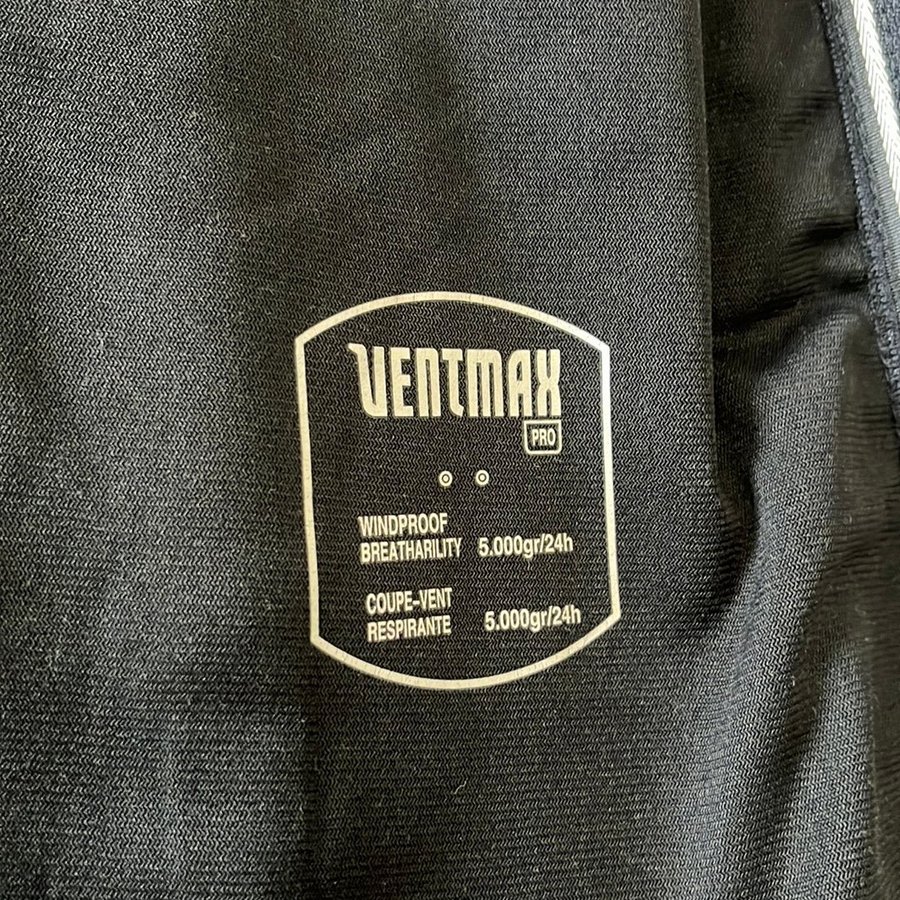 VENTMAX
PRO
WINDPROOF
BREATHARILITY 5.000gr/24h
COUPE-VENT
RESPIRANTE 5.000gr/24h